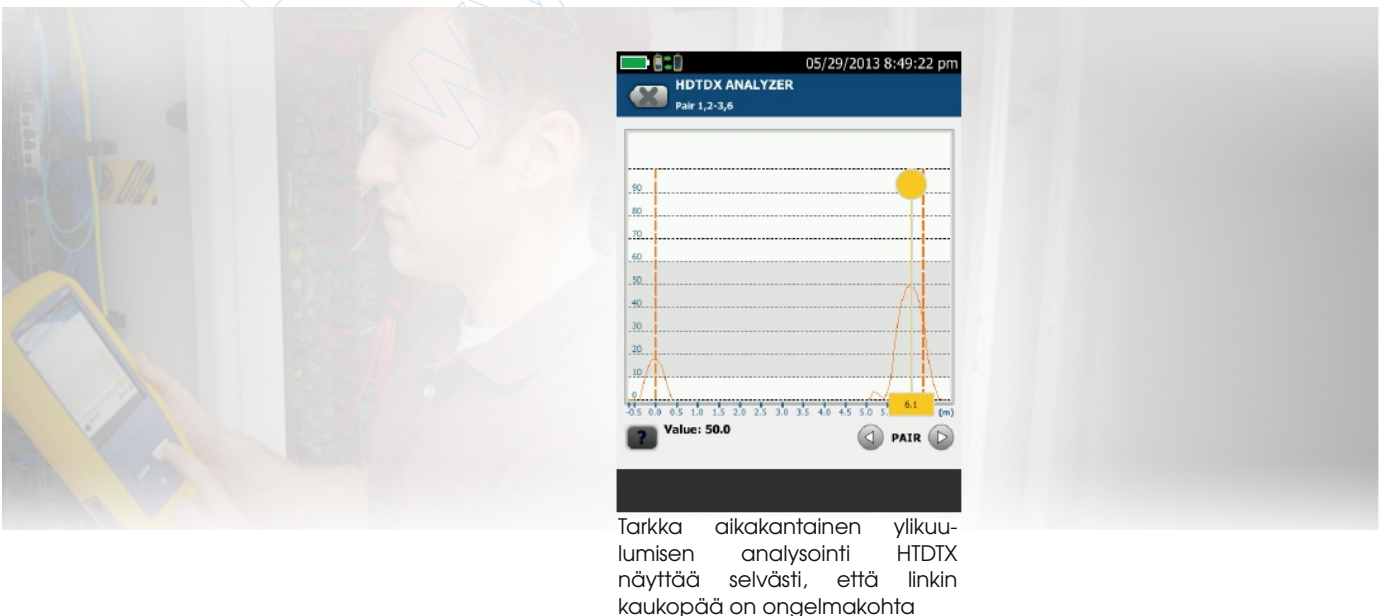 05/29/2013 8:49:22 pm
HDTDX ANALYZER
Pair 1,2-3,6
90
80
70
60
50
40
30
20
10
0
-0.5 0.0 0.5 1.0 1.5 2.0 2.5 3.0 3.5 4.0 4.5 5.0 5. 6.1 (m)
? Value: 50.0 PAIR
Tarkka aikakantainen ylikuu-
lumisen analysointi HTDTX
näyttää selvästi, että linkin
kaukopää on ongelmakohta